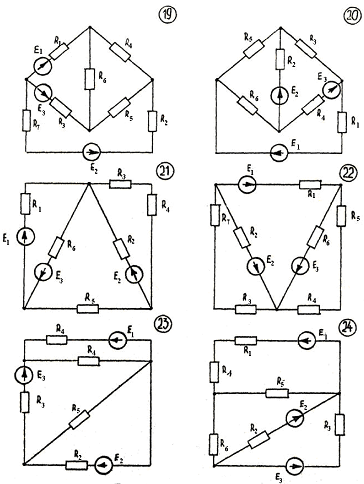 19
E₁ R₁ R₄
R₆
E₃ R₃ R₅
R₇ R₂
E₂
20
R₅ R₃
R₂ E₃
R₆ E₂ R₄
R₁
E₁
21
R₃
R₁ R₄
E₁ R₆ R₂
E₃ E₂
R₅
22
E₁ R₁
R₇ R₅
R₂ R₆
E₂ E₃
R₃ R₄
23
R₄ E₁
E₃
R₃ R₅
R₂ E₂
24
R₁ E₁
R₅
E₂
R₆ R₂ R₃
E₃